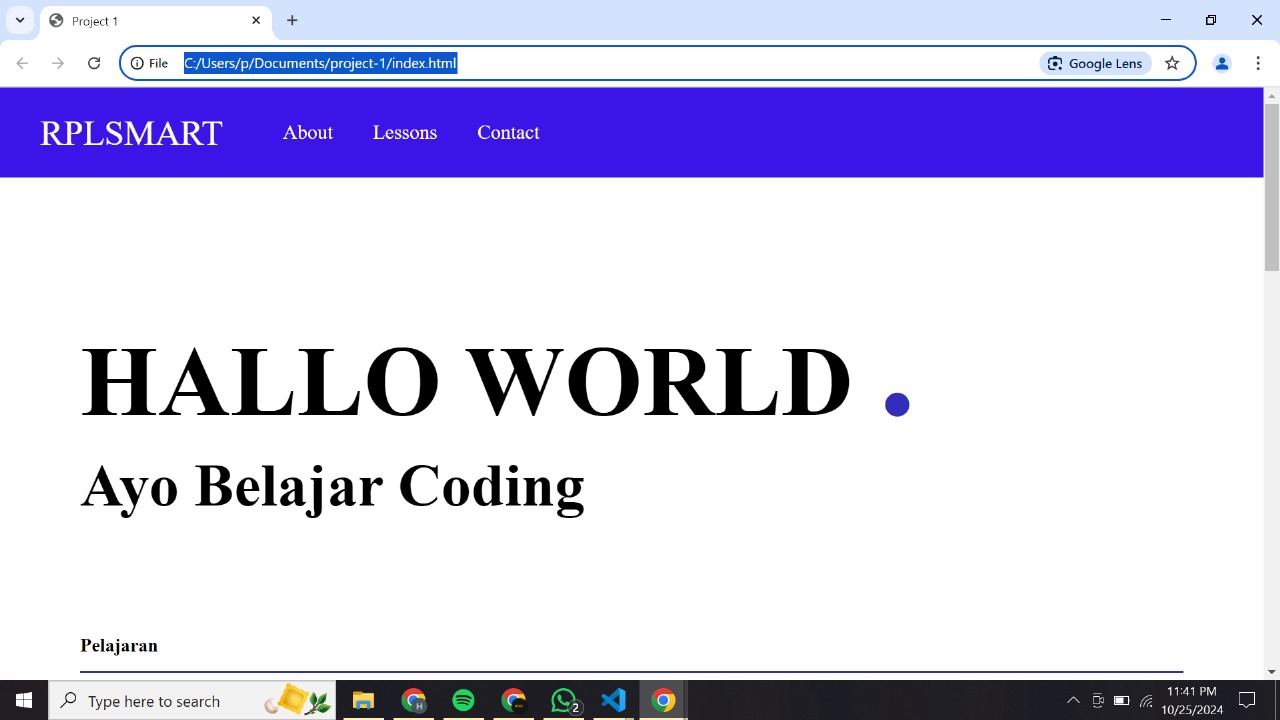 Project 1
File
C:/Users/p/Documents/project-1/index.html
Google Lens
RPLSMART
About
Lessons
Contact
HALLO WORLD .
Ayo Belajar Coding
Pelajaran
Type here to search
H
2
11:41 PM
10/25/2024